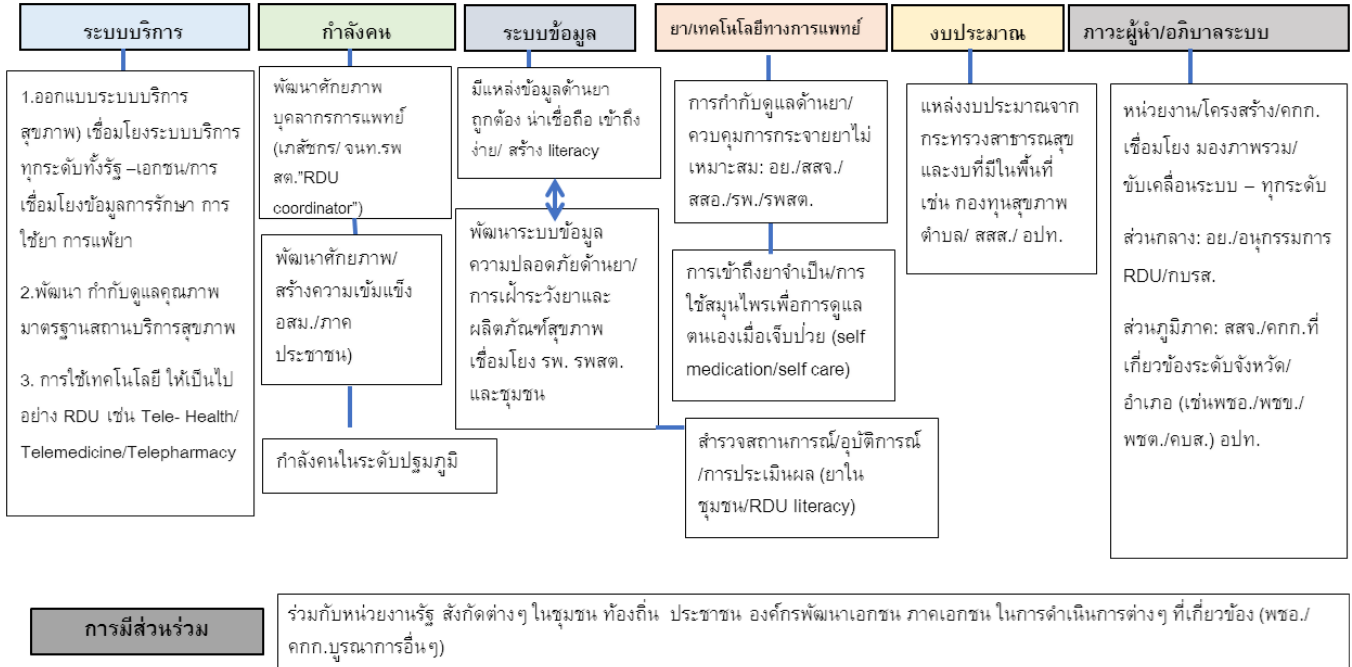 ระบบบริการ
1.ออกแบบระบบบริการ
สุขภาพ) เชื่อมโยงระบบบริการ
ทุกระดับทั้งรัฐ –เอกชน/การ
เชื่อมโยงข้อมูลการรักษา การ
ใช้ยา การแพ้ยา
2.พัฒนา กำกับดูแลคุณภาพ
มาตรฐานสถานบริการสุขภาพ
3. การใช้เทคโนโลยี ให้เป็นไป
อย่าง RDU เช่น Tele- Health/
Telemedicine/Telepharmacy
กำลังคน
พัฒนาศักยภาพ
บุคลากรการแพทย์
(เภสัชกร/ จนท.รพ
สต."RDU
coordinator")
พัฒนาศักยภาพ/
สร้างความเข้มแข็ง
อสม./ภาค
ประชาชน)
กำลังคนในระดับปฐมภูมิ
ระบบข้อมูล
มีแหล่งข้อมูลด้านยา
ถูกต้อง น่าเชื่อถือ เข้าถึง
ง่าย/ สร้าง literacy
พัฒนาระบบข้อมูล
ความปลอดภัยด้านยา/
การเฝ้าระวังยาและ
ผลิตภัณฑ์สุขภาพ
เชื่อมโยง รพ. รพสต.
และชุมชน
ยา/เทคโนโลยีทางการแพทย์
การกำกับดูแลด้านยา/
ควบคุมการกระจายยาไม่
เหมาะสม: อย./สสจ./
สสอ./รพ./รพสต.
การเข้าถึงยาจำเป็น/การ
ใช้สมุนไพรเพื่อการดูแล
ตนเองเมื่อเจ็บป่วย (self
medication/self care)
สำรวจสถานการณ์/อุบัติการณ์
/การประเมินผล (ยาใน
ชุมชน/RDU literacy)
งบประมาณ
แหล่งงบประมาณจาก
กระทรวงสาธารณสุข
และงบที่มีในพื้นที่
เช่น กองทุนสุขภาพ
ตำบล/ สสส./ อปท.
ภาวะผู้นำ/อภิบาลระบบ
หน่วยงาน/โครงสร้าง/คกก.
เชื่อมโยง มองภาพรวม/
ขับเคลื่อนระบบ – ทุกระดับ
ส่วนกลาง: อย./อนุกรรมการ
RDU/กบรส.
ส่วนภูมิภาค: สสจ./คกก.ที่
เกี่ยวข้องระดับจังหวัด/
อำเภอ (เช่นพชอ./พชข./
พชต./คบส.) อปท.
การมีส่วนร่วม
ร่วมกับหน่วยงานรัฐ สังกัดต่างๆ ในชุมชน ท้องถิ่น ประชาชน องค์กรพัฒนาเอกชน ภาคเอกชน ในการดำเนินการต่างๆ ที่เกี่ยวข้อง (พชอ./
คกก.บูรณาการอื่นๆ)